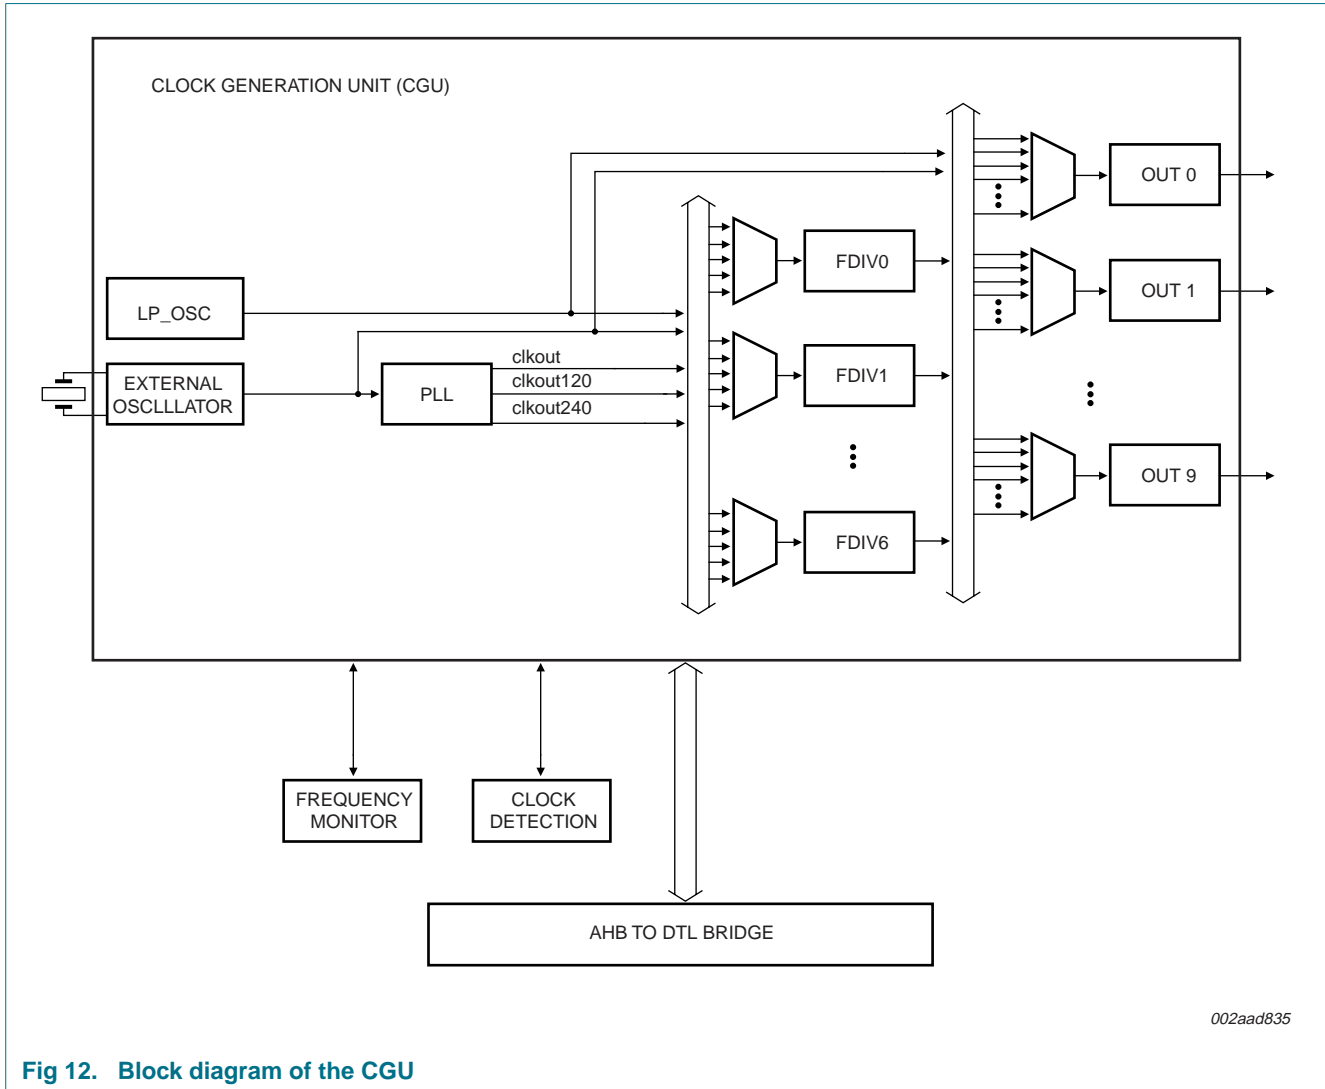 CLOCK GENERATION UNIT (CGU)
OUT 0
FDIV0
OUT 1
LP_OSC
clkout
EXTERNAL
OSCLLLATOR
PLL
clkout120
clkout240
FDIV1
OUT 9
FDIV6
FREQUENCY
MONITOR
CLOCK
DETECTION
AHB TO DTL BRIDGE
002aad835
Fig 12. Block diagram of the CGU